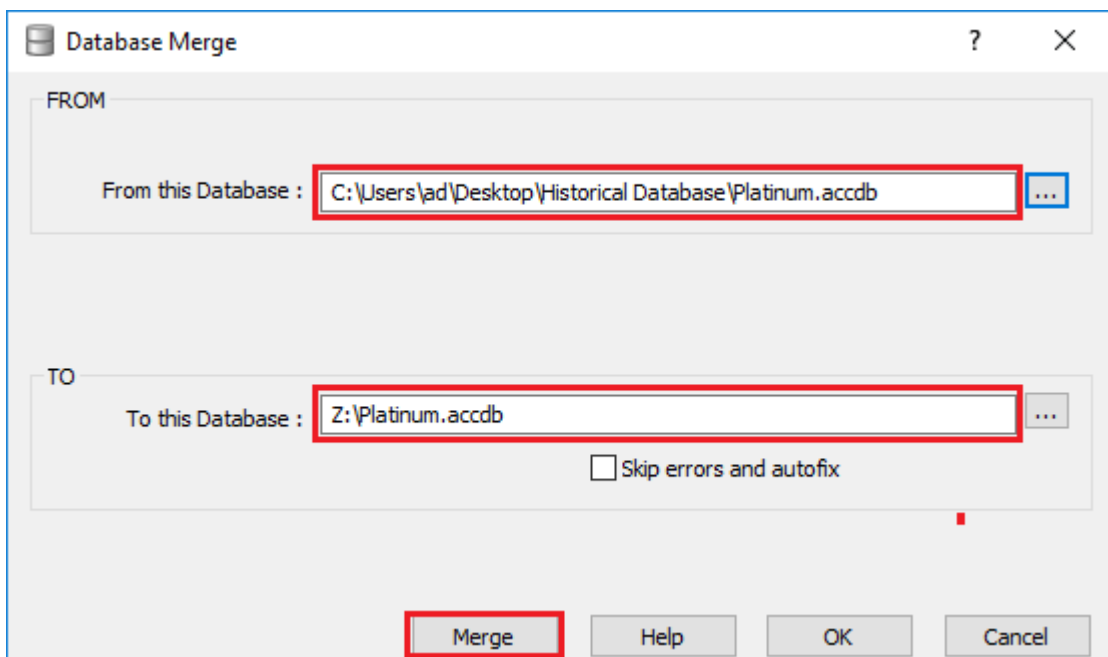 Database Merge
?
FROM
From this Database :
C:\Users\ad\Desktop\Historical Database\Platinum.accdb
...
TO
To this Database :
Z:\Platinum.accdb
...
Skip errors and autofix
Merge
Help
OK
Cancel